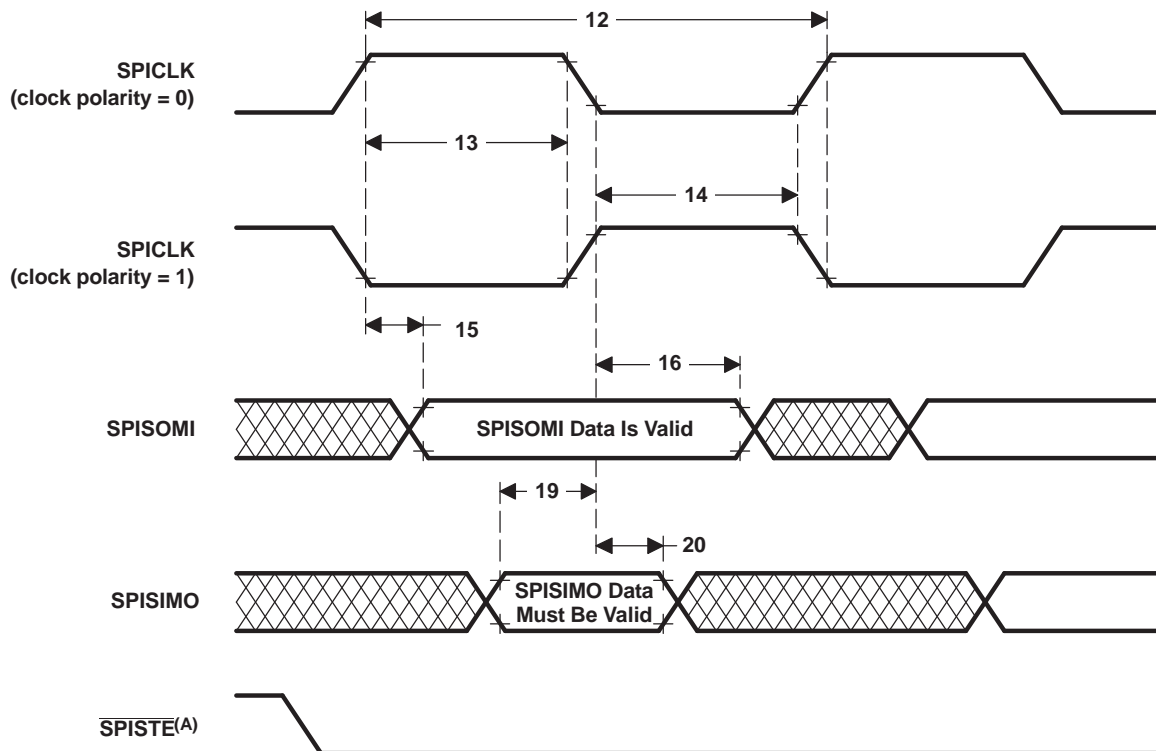 12
SPICLK
(clock polarity = 0)
13
14
SPICLK
(clock polarity = 1)
15
16
SPISOMI
SPISOMI Data Is Valid
19
20
SPISIMO
SPISIMO Data
Must Be Valid
SPISTE(A)